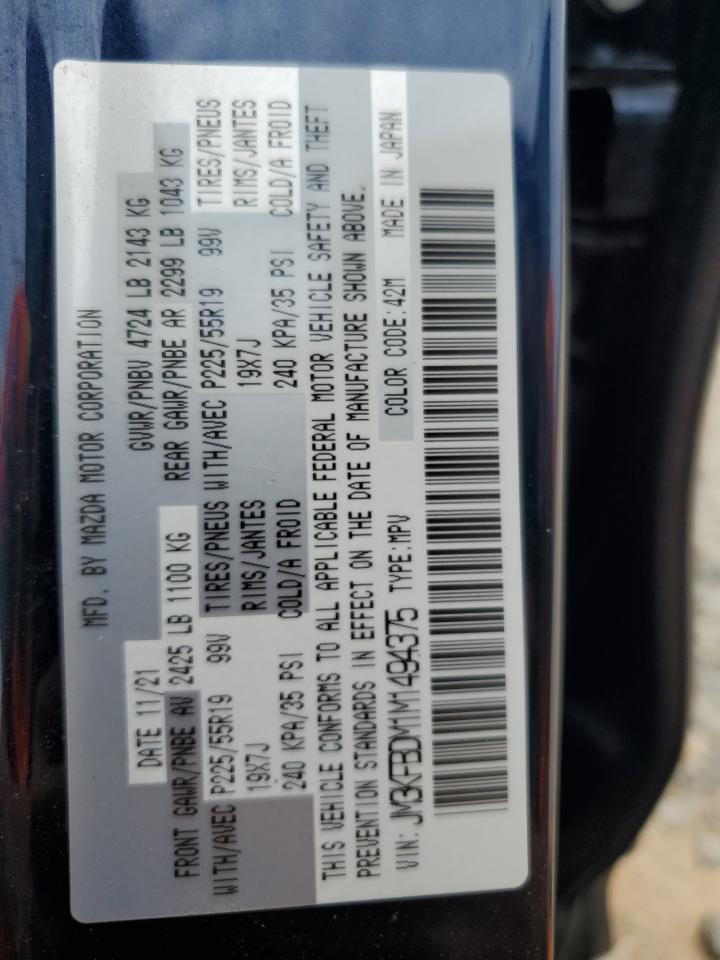 MFD. BY MAZDA MOTOR CORPORATION
DATE 11/21 GVWR/PNBV 4724 LB 2143 KG
FRONT GAWR/PNBE AV 2425 LB 1100 KG REAR GAWR/PNBE AR 2299 LB 1043 KG
WITH/AVEC P225/55R19 99V TIRES/PNEUS WITH/AVEC P225/55R19 99V TIRES/PNEUS
19X7J RIMS/JANTES 19X7J RIMS/JANTES
240 KPA/35 PSI COLD/A FROID 240 KPA/35 PSI COLD/A FROID
THIS VEHICLE CONFORMS TO ALL APPLICABLE FEDERAL MOTOR VEHICLE SAFETY AND THEFT
PREVENTION STANDARDS IN EFFECT ON THE DATE OF MANUFACTURE SHOWN ABOVE.
VIN: JM3KFBDM1M1494375 TYPE:MPV COLOR CODE:42M MADE IN JAPAN